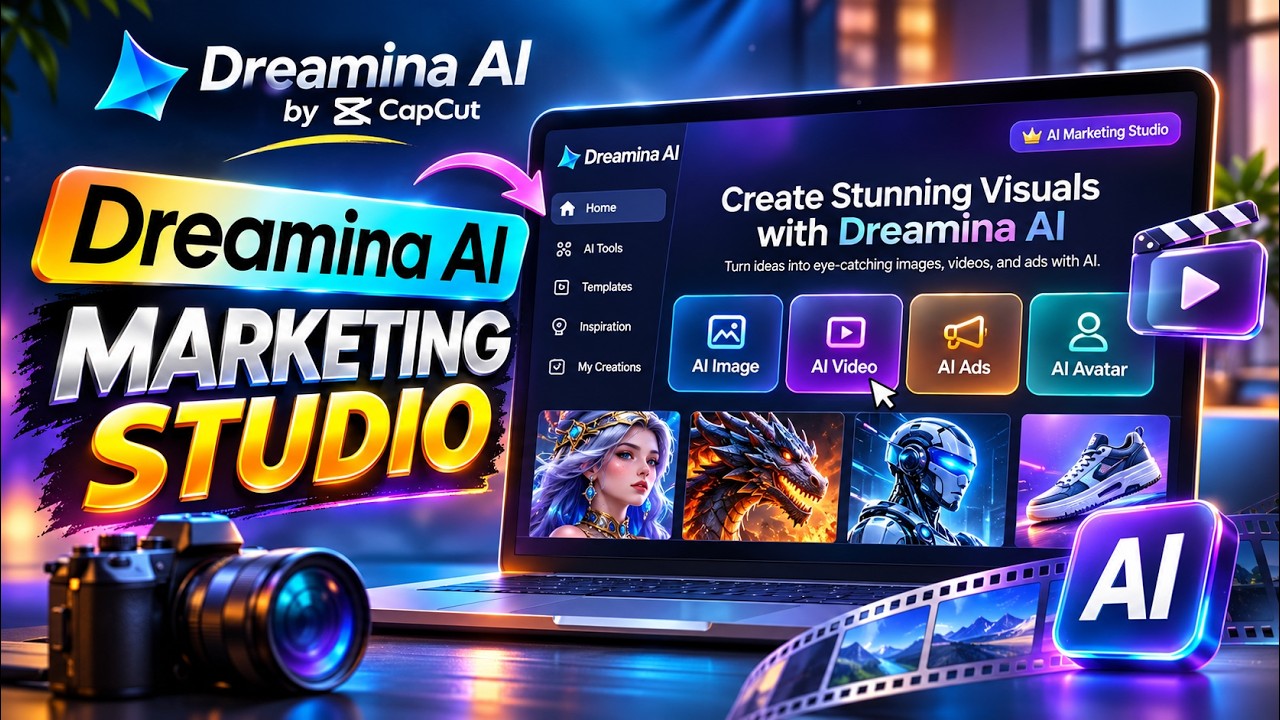 Dreamina AI
by CapCut
Dreamina AI
MARKETING
STUDIO
Dreamina AI
AI Marketing Studio
Home
AI Tools
Templates
Inspiration
My Creations
Create Stunning Visuals
with Dreamina AI
Turn ideas into eye-catching images, videos, and ads with AI.
AI Image
AI Video
AI Ads
AI Avatar
AI